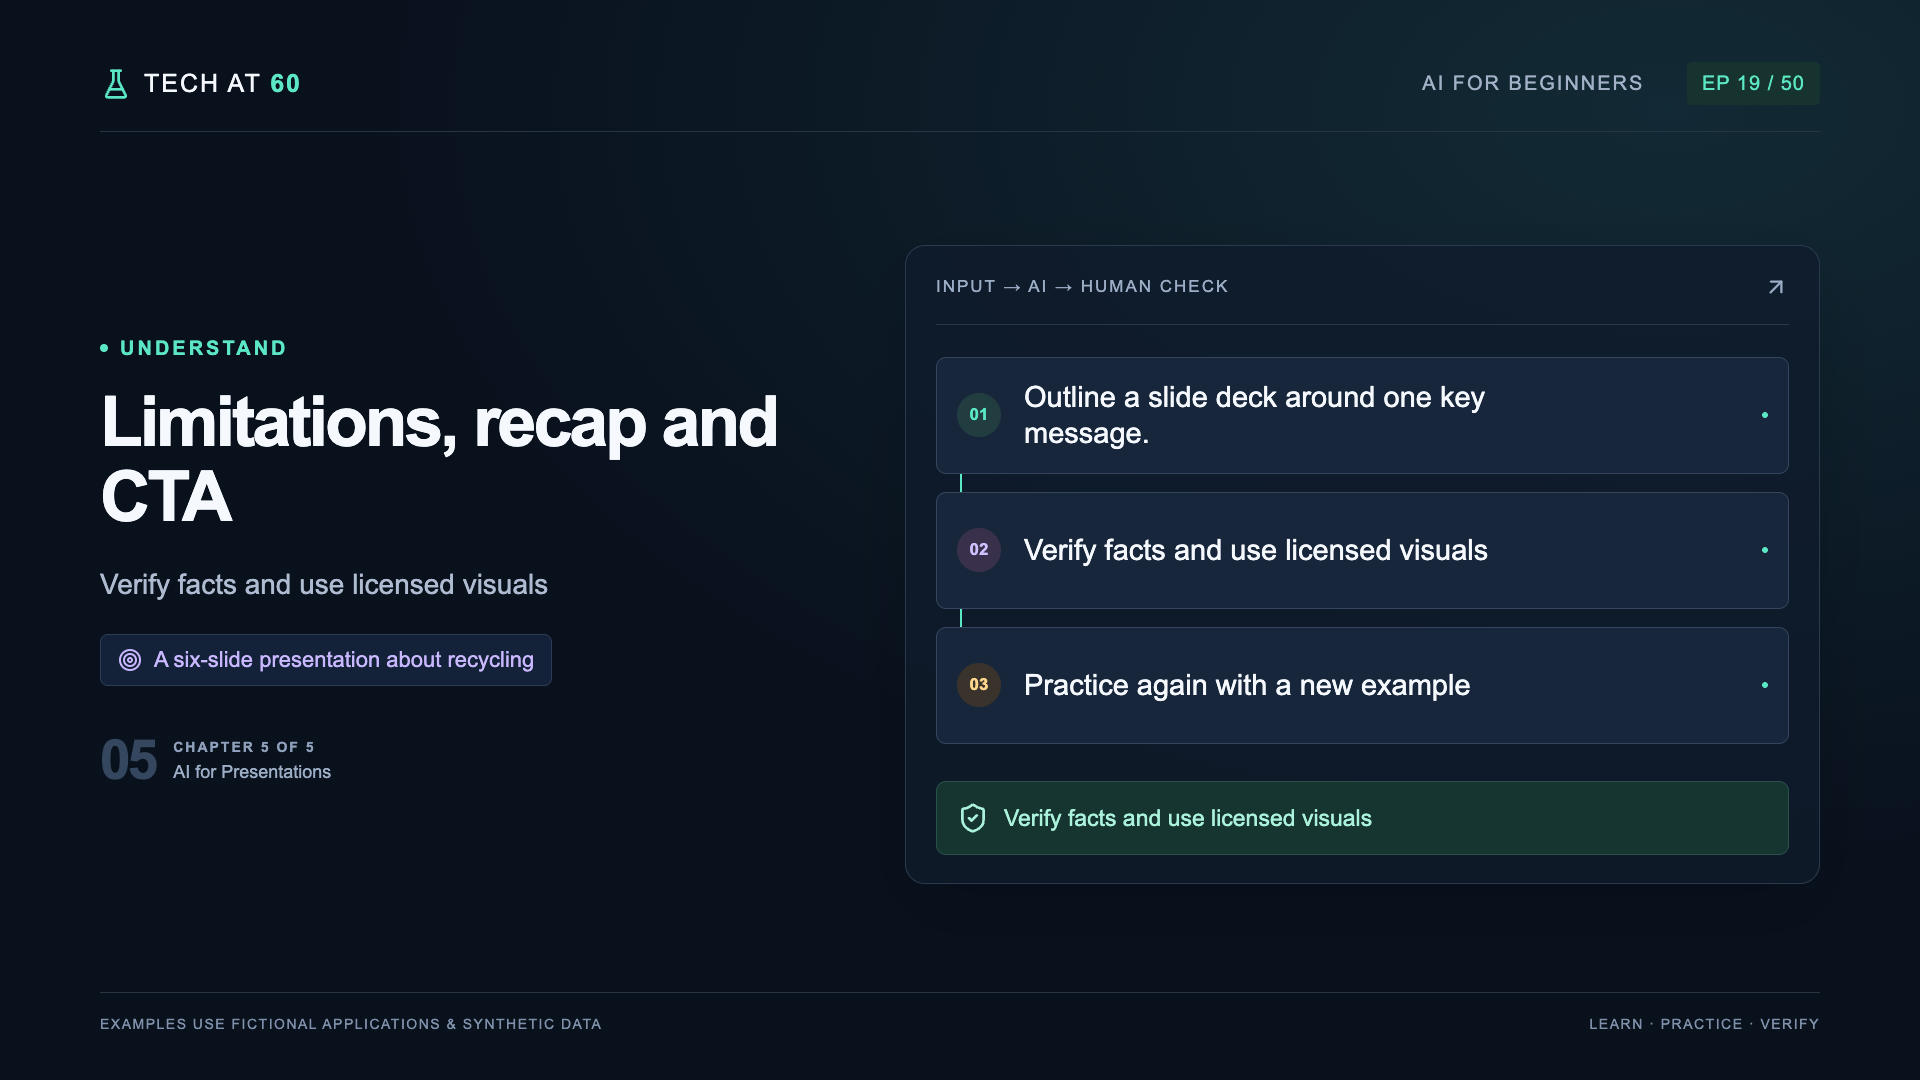 TECH AT 60
AI FOR BEGINNERS
EP 19 / 50
UNDERSTAND
Limitations, recap and
CTA
Verify facts and use licensed visuals
A six-slide presentation about recycling
05
CHAPTER 5 OF 5
AI for Presentations
INPUT → AI → HUMAN CHECK
01
Outline a slide deck around one key
message.
02
Verify facts and use licensed visuals
03
Practice again with a new example
Verify facts and use licensed visuals
EXAMPLES USE FICTIONAL APPLICATIONS & SYNTHETIC DATA
LEARN · PRACTICE · VERIFY